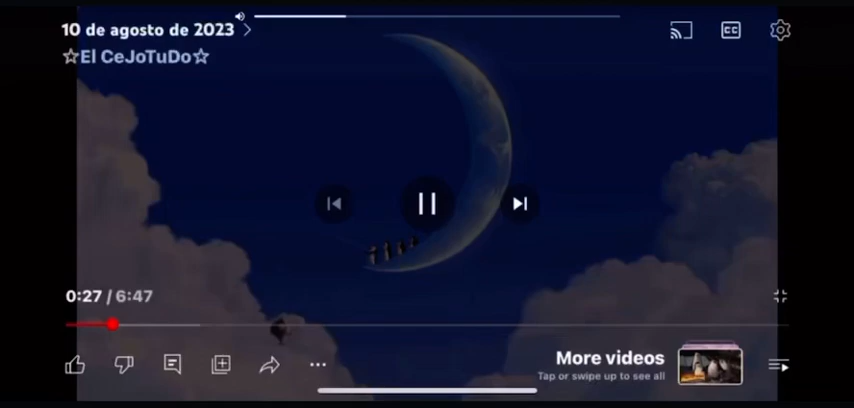 10 de agosto de 2023
☆El CeJoTuDo☆
CC
0:27 / 6:47
More videos
Tap or swipe up to see all